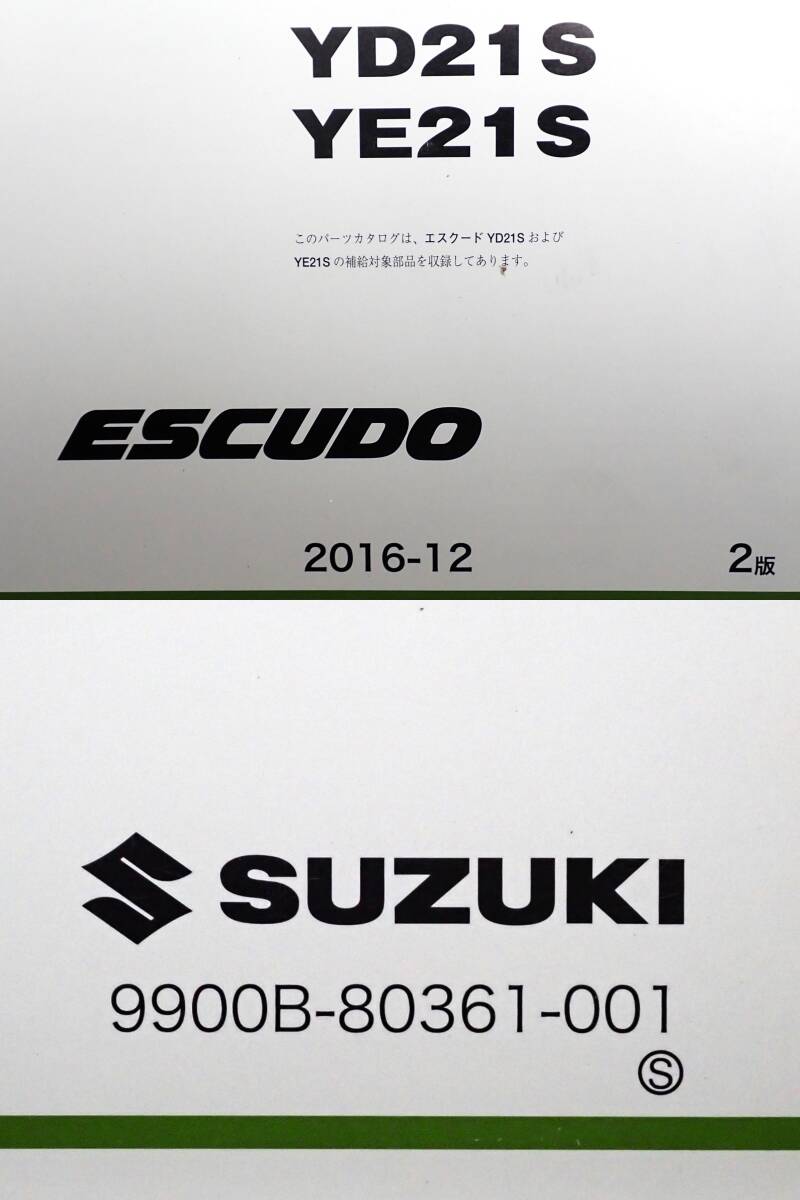 YD21S
YE21S
このパーツカタログは、エスクード YD21S および
YE21S の補給対象部品を収録してあります。
ESCUDO
2016-12 2版
SUZUKI
9900B-80361-001
Ⓢ